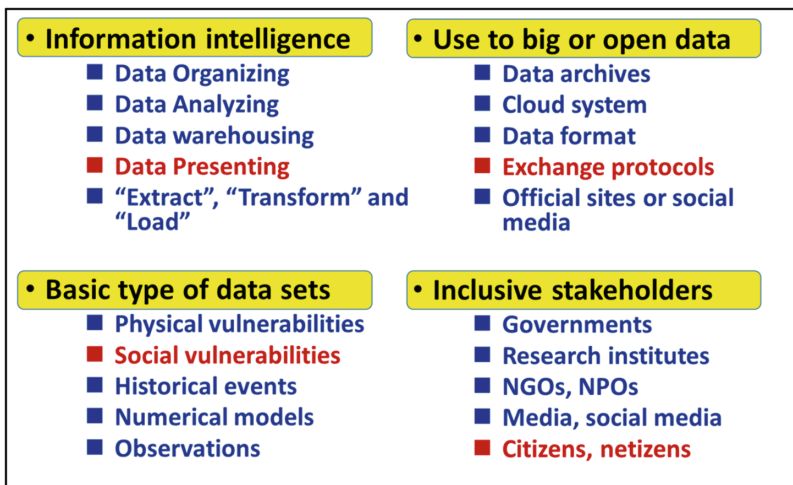 • Information intelligence
■ Data Organizing
■ Data Analyzing
■ Data warehousing
■ Data Presenting
■ “Extract”, “Transform” and
“Load”
• Use to big or open data
■ Data archives
■ Cloud system
■ Data format
■ Exchange protocols
■ Official sites or social
media
• Basic type of data sets
■ Physical vulnerabilities
■ Social vulnerabilities
■ Historical events
■ Numerical models
■ Observations
• Inclusive stakeholders
■ Governments
■ Research institutes
■ NGOs, NPOs
■ Media, social media
■ Citizens, netizens